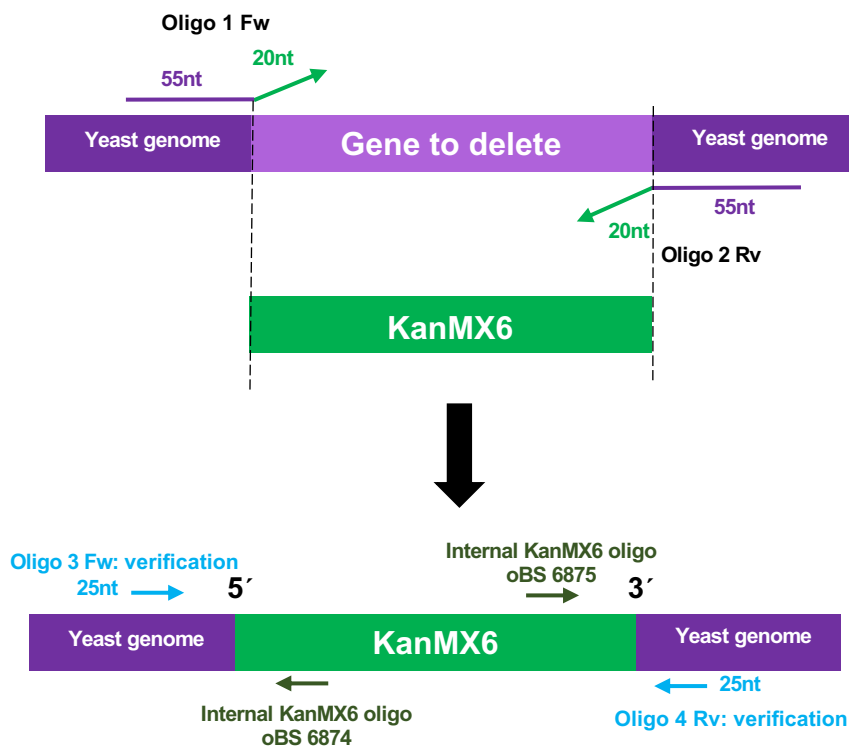 Oligo 1 Fw
20nt
55nt
Yeast genome
Gene to delete
Yeast genome
20nt
55nt
Oligo 2 Rv
KanMX6
Internal KanMX6 oligo
oBS 6875
Oligo 3 Fw: verification
25nt
5´
3´
Yeast genome
KanMX6
Yeast genome
25nt
Internal KanMX6 oligo
oBS 6874
Oligo 4 Rv: verification